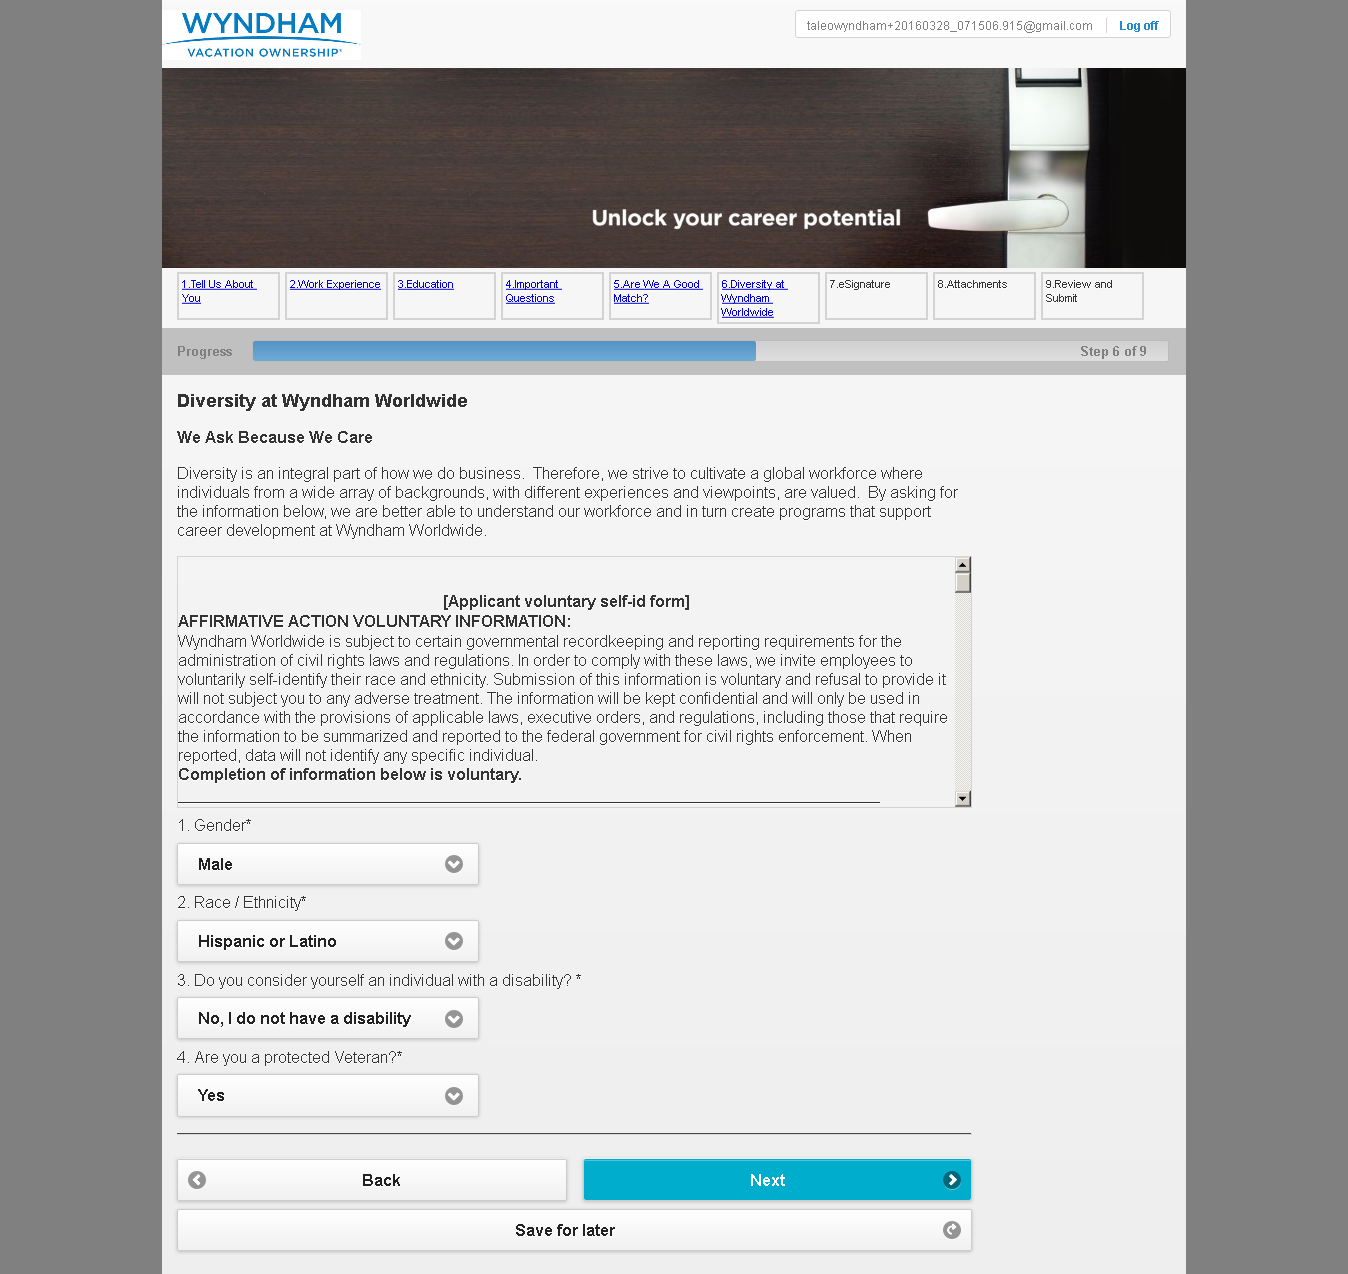 WYNDHAM
VACATION OWNERSHIP®
taleowyndham+20160328_071506.915@gmail.com
Log off
Unlock your career potential
1.Tell Us About
You
2.Work Experience
3.Education
4.Important
Questions
5.Are We A Good
Match?
6.Diversity at
Wyndham
Worldwide
7.eSignature
8.Attachments
9.Review and
Submit
Progress
Step 6 of 9
Diversity at Wyndham Worldwide
We Ask Because We Care
Diversity is an integral part of how we do business.  Therefore, we strive to cultivate a global workforce where
individuals from a wide array of backgrounds, with different experiences and viewpoints, are valued.  By asking for
the information below, we are better able to understand our workforce and in turn create programs that support
career development at Wyndham Worldwide.
[Applicant voluntary self-id form]
AFFIRMATIVE ACTION VOLUNTARY INFORMATION:
Wyndham Worldwide is subject to certain governmental recordkeeping and reporting requirements for the
administration of civil rights laws and regulations. In order to comply with these laws, we invite employees to
voluntarily self-identify their race and ethnicity. Submission of this information is voluntary and refusal to provide it
will not subject you to any adverse treatment. The information will be kept confidential and will only be used in
accordance with the provisions of applicable laws, executive orders, and regulations, including those that require
the information to be summarized and reported to the federal government for civil rights enforcement. When
reported, data will not identify any specific individual.
Completion of information below is voluntary.
1. Gender*
Male
2. Race / Ethnicity*
Hispanic or Latino
3. Do you consider yourself an individual with a disability? *
No, I do not have a disability
4. Are you a protected Veteran?*
Yes
Back
Next
Save for later